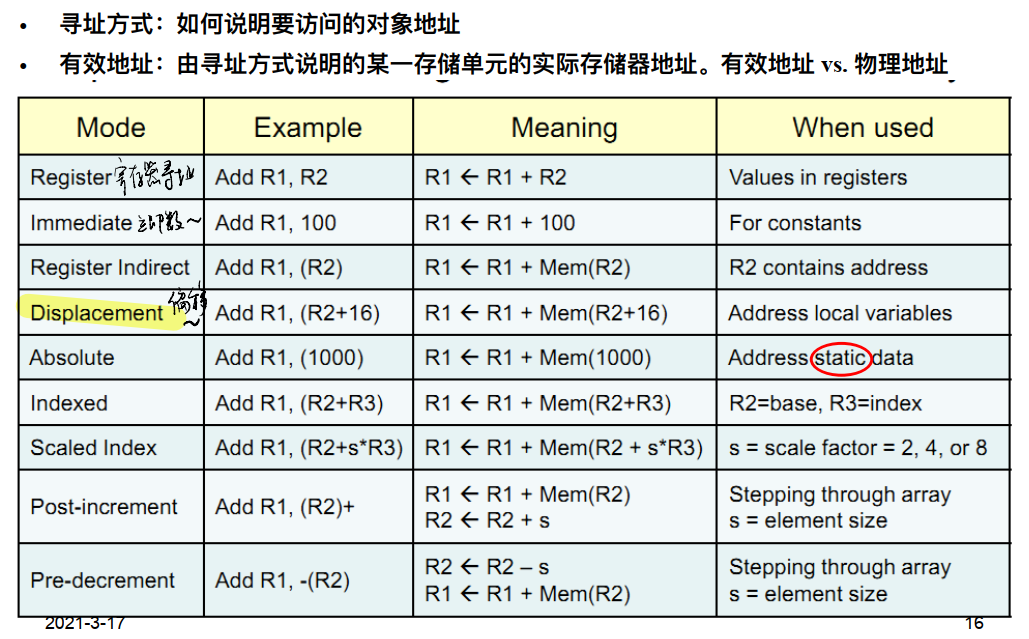 • 寻址方式：如何说明要访问的对象地址
• 有效地址：由寻址方式说明的某一存储单元的实际存储器地址。有效地址 vs. 物理地址
Mode Example Meaning When used
Register 寄存器寻址 Add R1, R2 R1 ← R1 + R2 Values in registers
Immediate 立即数~ Add R1, 100 R1 ← R1 + 100 For constants
Register Indirect Add R1, (R2) R1 ← R1 + Mem(R2) R2 contains address
Displacement 偏移~ Add R1, (R2+16) R1 ← R1 + Mem(R2+16) Address local variables
Absolute Add R1, (1000) R1 ← R1 + Mem(1000) Address static data
Indexed Add R1, (R2+R3) R1 ← R1 + Mem(R2+R3) R2=base, R3=index
Scaled Index Add R1, (R2+s*R3) R1 ← R1 + Mem(R2 + s*R3) s = scale factor = 2, 4, or 8
Post-increment Add R1, (R2)+ R1 ← R1 + Mem(R2) Stepping through array
R2 ← R2 + s s = element size
Pre-decrement Add R1, -(R2) R2 ← R2 – s Stepping through array
R1 ← R1 + Mem(R2) s = element size
2021-3-17 16